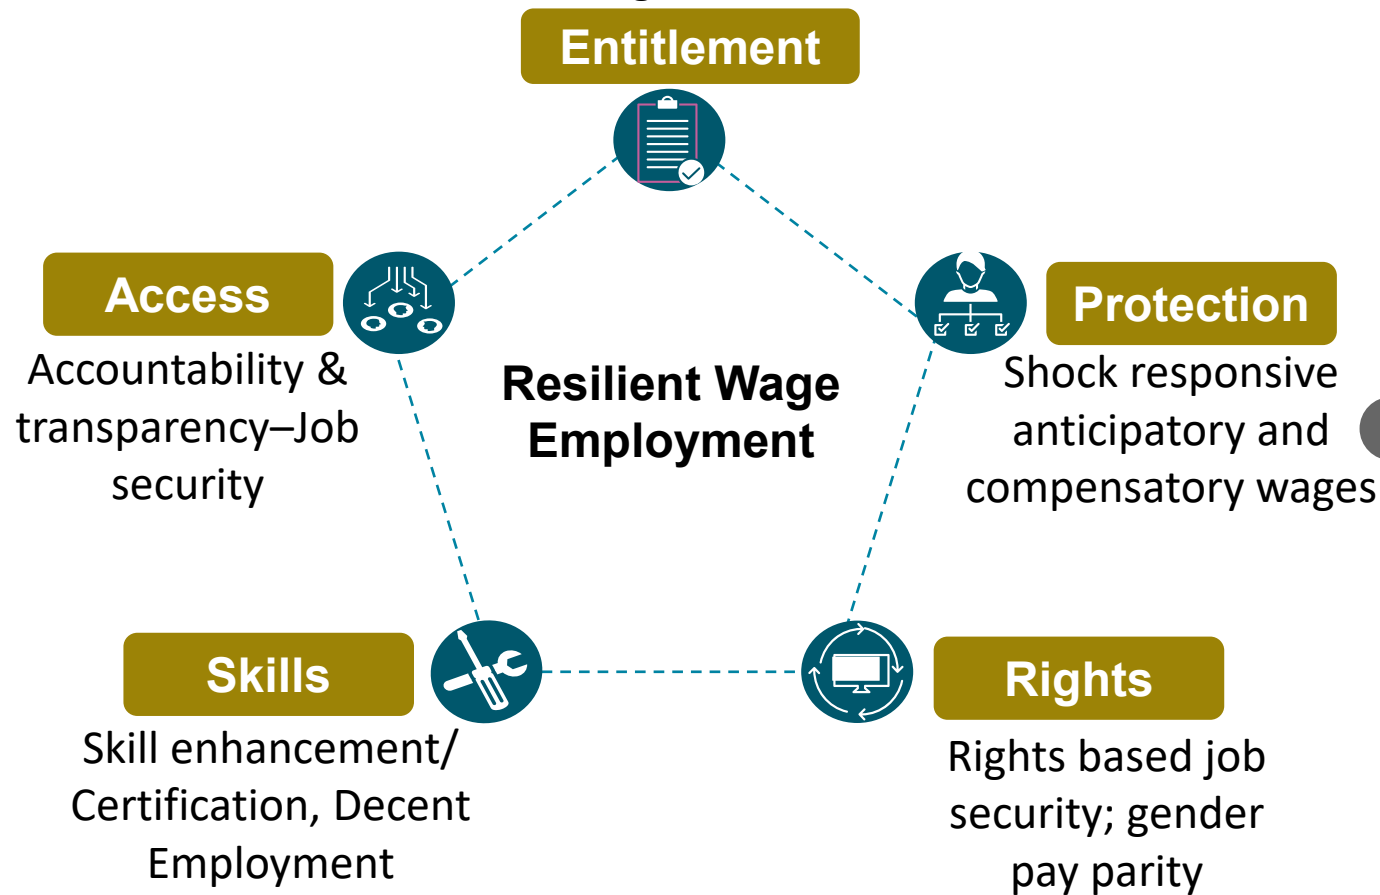 Entitlement
Access
Accountability &
transparency–Job
security
Protection
Shock responsive
anticipatory and
compensatory wages
Resilient Wage
Employment
Skills
Skill enhancement/
Certification, Decent
Employment
Rights
Rights based job
security; gender
pay parity